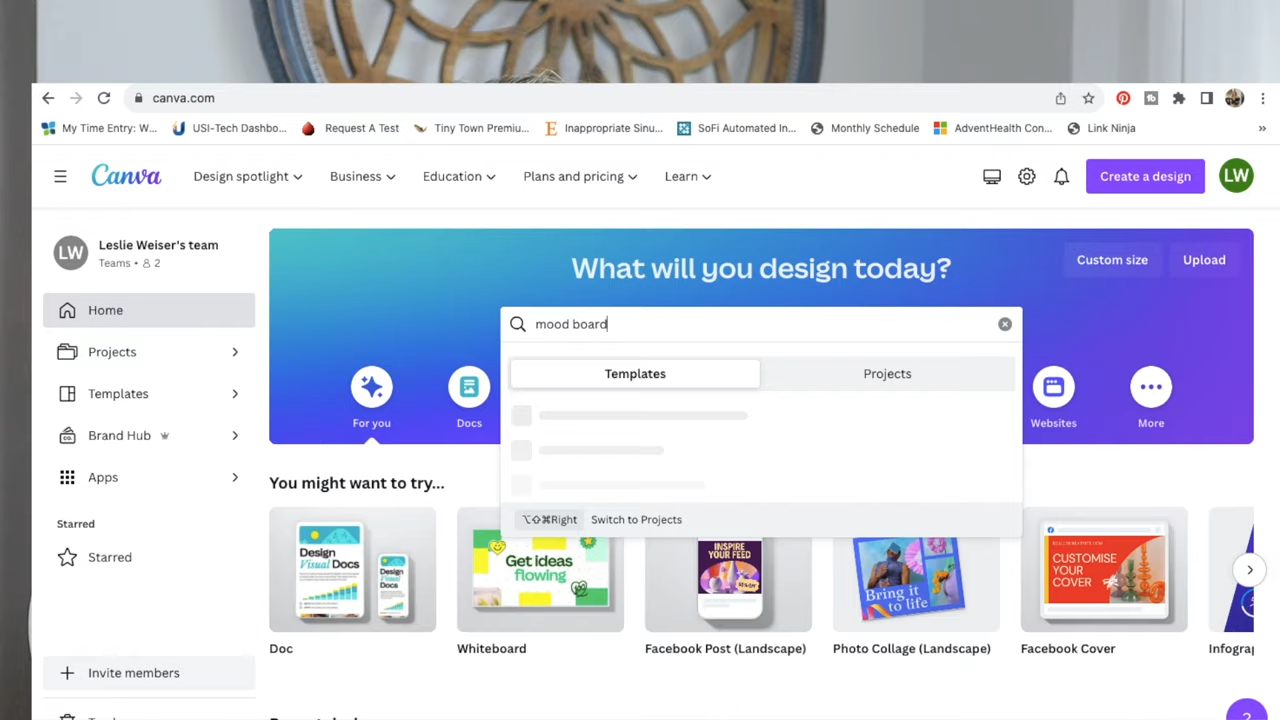 canva.com
My Time Entry: W...
USI-Tech Dashbo...
Request A Test
Tiny Town Premiu...
Inappropriate Sinu...
SoFi Automated In...
Monthly Schedule
AdventHealth Con...
Link Ninja
»
Canva
Design spotlight
Business
Education
Plans and pricing
Learn
Create a design
LW
LW
Leslie Weiser's team
Teams • 2
Home
Projects
Templates
Brand Hub
Apps
Starred
Starred
Invite members
What will you design today?
Custom size
Upload
mood board
Templates
Projects
⌥⇧⌘Right
Switch to Projects
For you
Docs
Websites
More
You might want to try...
Design
Visual Docs
Design
Visual
Docs
Get ideas
flowing
INSPIRE
YOUR FEED
Bring it
to life
CUSTOMISE
YOUR
COVER
Doc
Whiteboard
Facebook Post (Landscape)
Photo Collage (Landscape)
Facebook Cover
Infogra
?